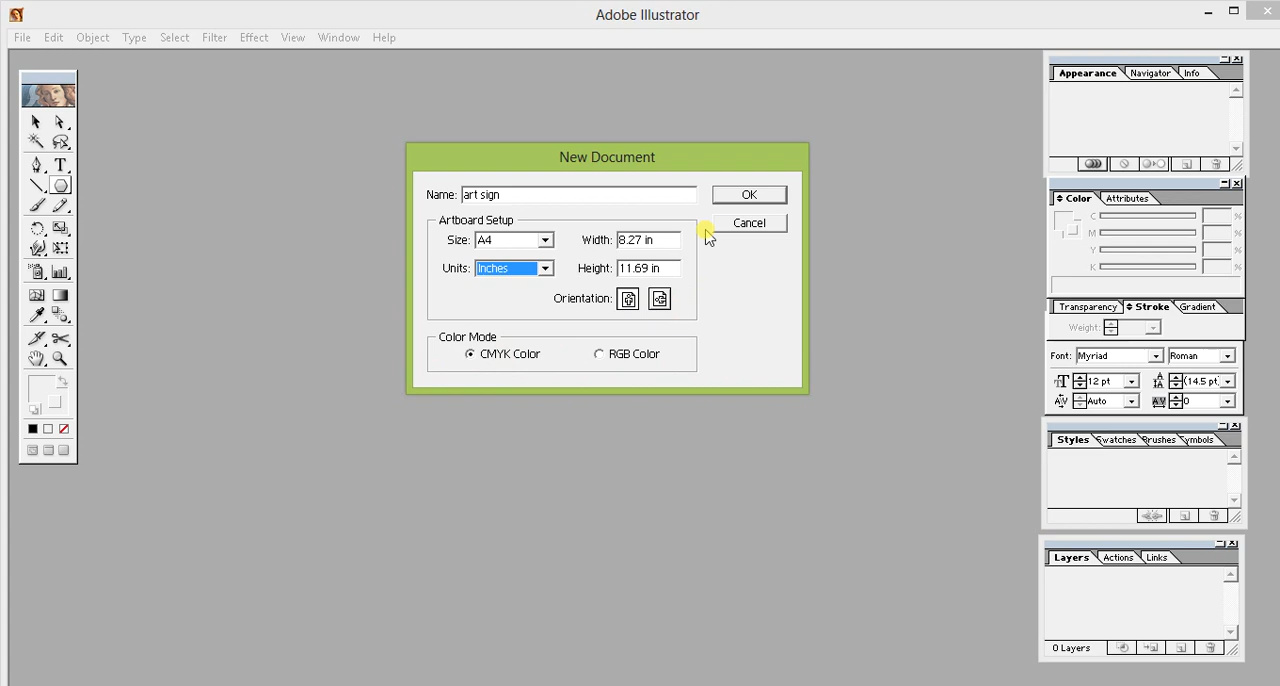 Adobe Illustrator
File Edit Object Type Select Filter Effect View Window Help
New Document
Name: art sign
OK
Cancel
Artboard Setup
Size: A4
Width: 8.27 in
Units: Inches
Height: 11.69 in
Orientation:
Color Mode
CMYK Color
RGB Color
Appearance Navigator Info
Color Attributes
C %
M %
Y %
K %
Transparency Stroke Gradient
Weight:
Font: Myriad Roman
12 pt (14.5 pt)
Auto 0
Styles Swatches Brushes Symbols
Layers Actions Links
0 Layers